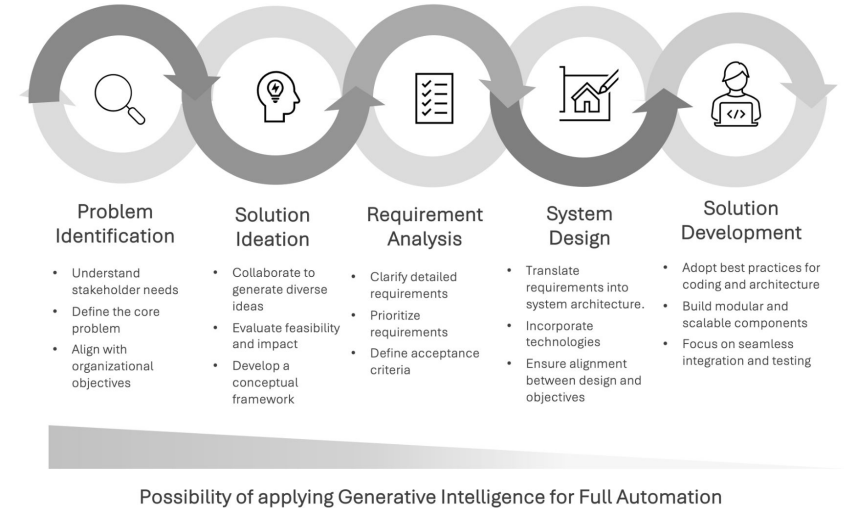 </>
Problem
Identification
• Understand
stakeholder needs
• Define the core
problem
• Align with
organizational
objectives
Solution
Ideation
• Collaborate to
generate diverse
ideas
• Evaluate feasibility
and impact
• Develop a
conceptual
framework
Requirement
Analysis
• Clarify detailed
requirements
• Prioritize
requirements
• Define acceptance
criteria
System
Design
• Translate
requirements into
system architecture.
• Incorporate
technologies
• Ensure alignment
between design and
objectives
Solution
Development
• Adopt best practices for
coding and architecture
• Build modular and
scalable components
• Focus on seamless
integration and testing
Possibility of applying Generative Intelligence for Full Automation